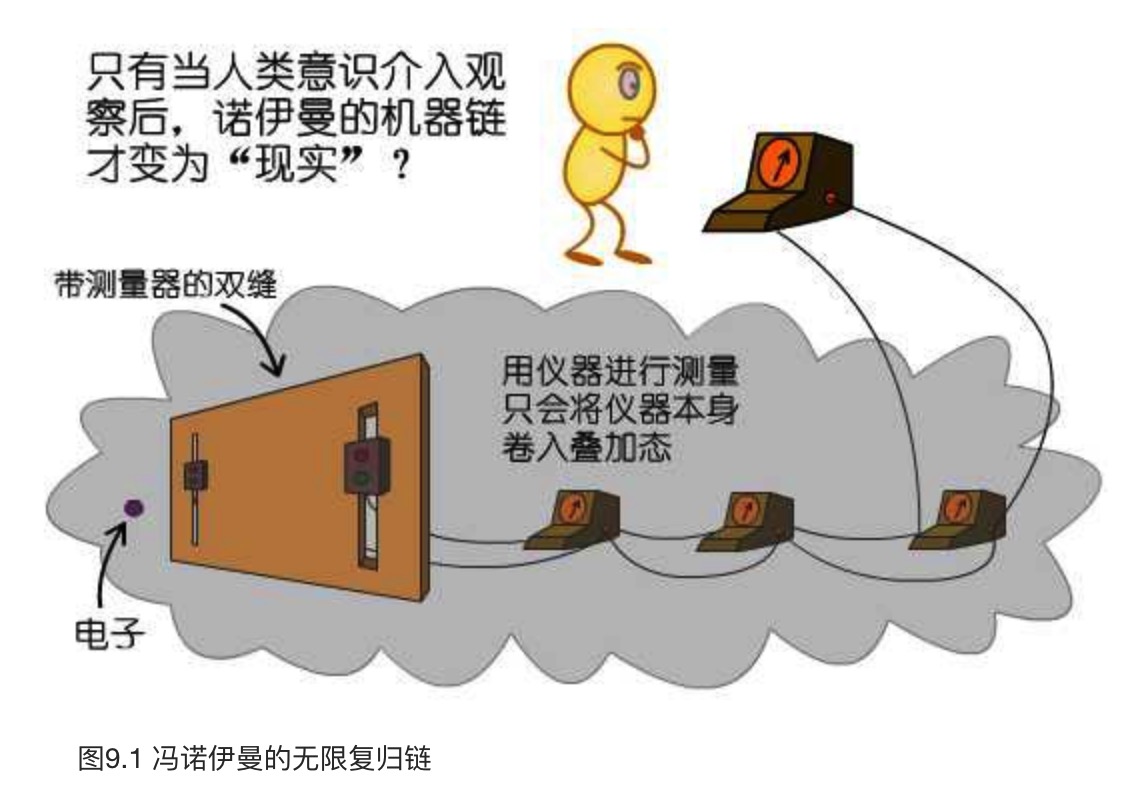 只有当人类意识介入观
察后，诺伊曼的机器链
才变为“现实”？
带测量器的双缝
用仪器进行测量
只会将仪器本身
卷入叠加态
电子
图9.1 冯诺伊曼的无限复归链